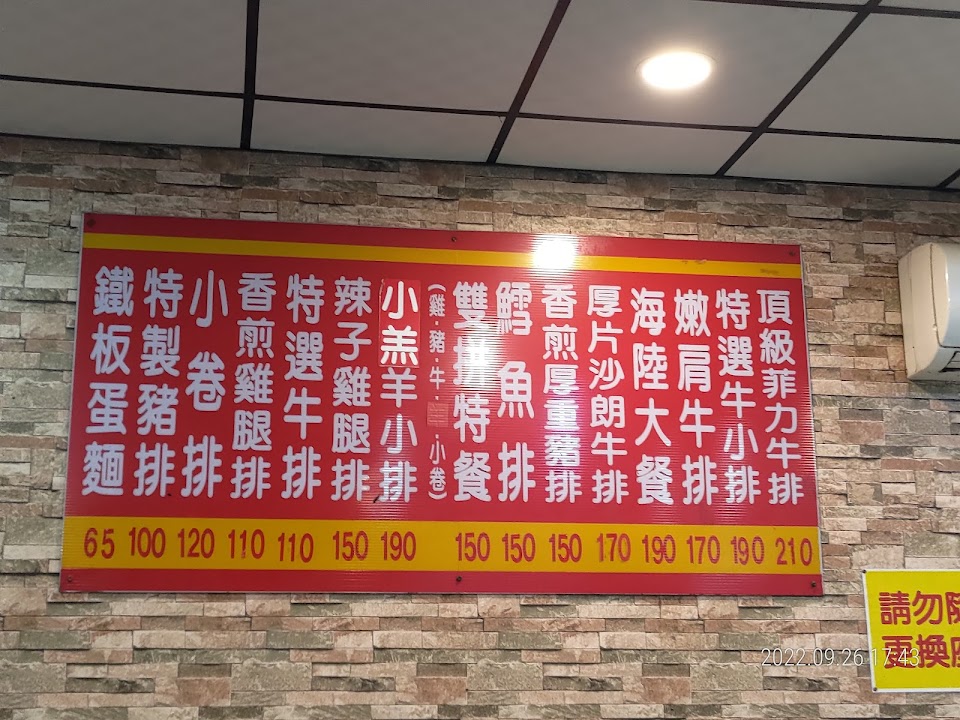 頂級菲力牛排 210
特選牛小排 190
嫩肩牛排 170
海陸大餐 190
厚片沙朗牛排 170
香煎厚重豬排 150
鱈魚排 150
雙拼特餐 150
(雞.豬.牛. .小卷)
小羔羊小排 190
辣子雞腿排 150
特選牛排 110
香煎雞腿排 110
小卷排 120
特製豬排 100
鐵板蛋麵 65
請勿隨
更換座
2022.09.26 17:43